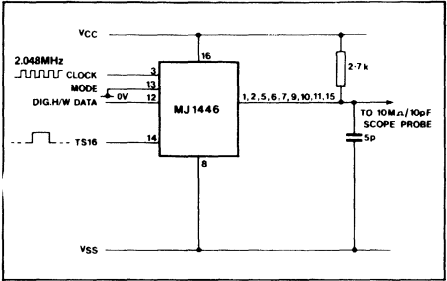 VCC
16
2.048MHz
CLOCK
3
2·7k
MODE
13
0V
DIG.H/W DATA
12
MJ1446
1,2,5,6.7,9,10,11,15
TO 10MΩ/10pF
SCOPE PROBE
TS16
14
5p
8
VSS